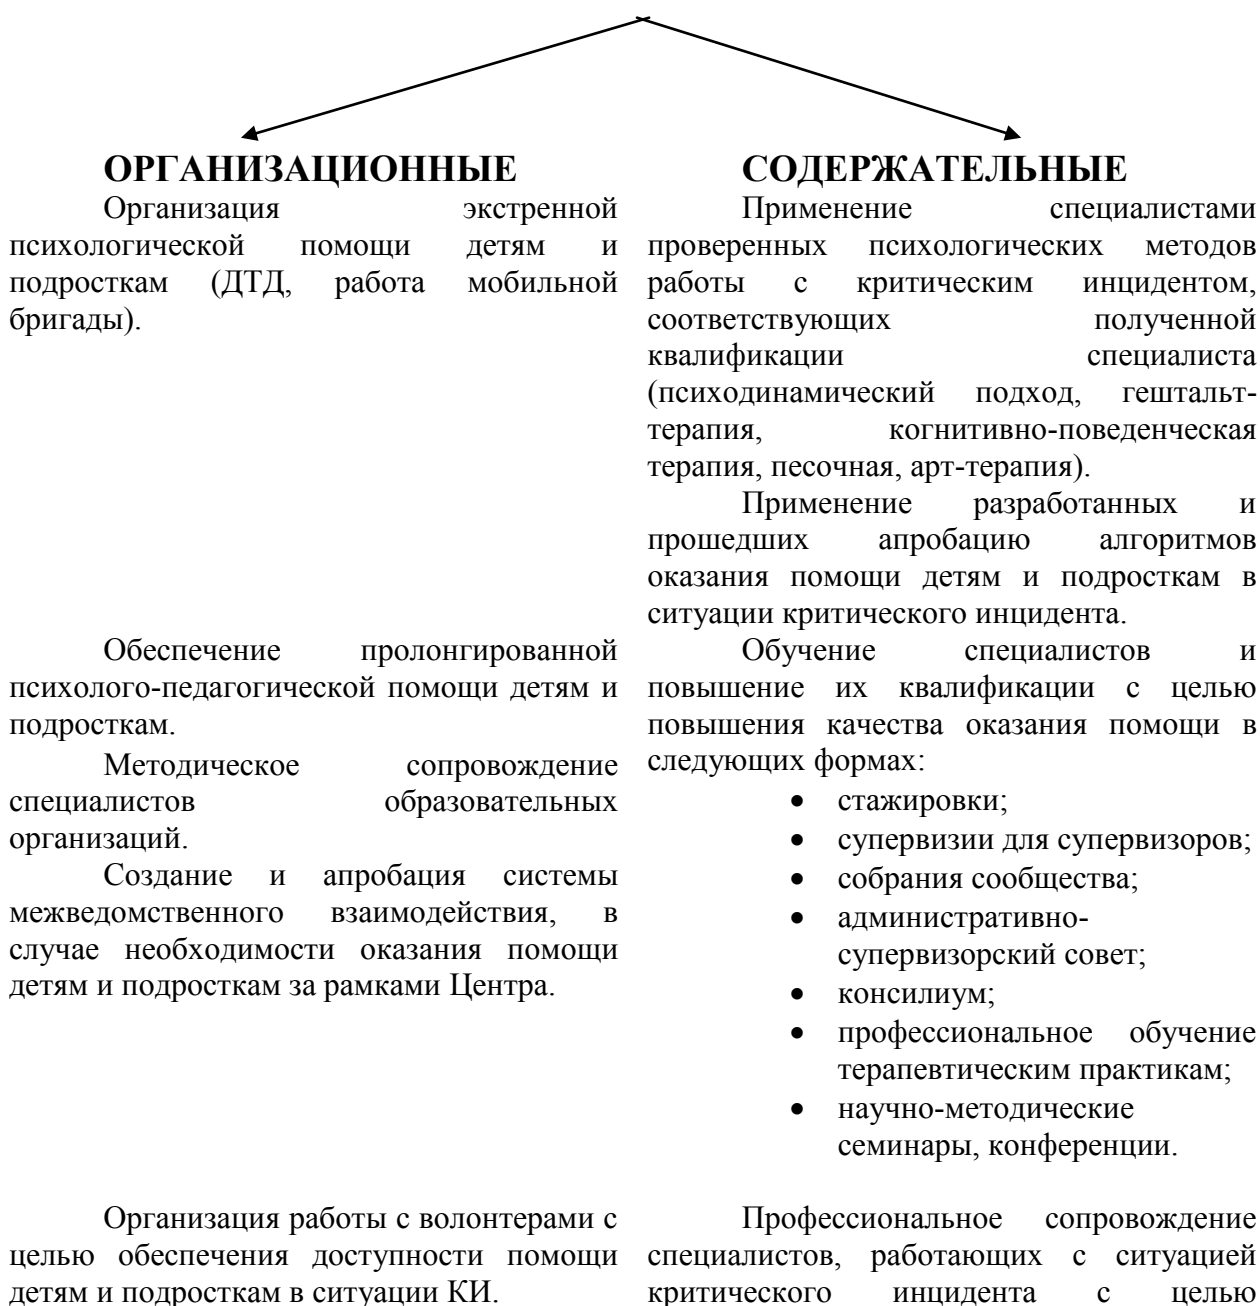 ОРГАНИЗАЦИОННЫЕ
Организация экстренной
психологической помощи детям и
подросткам (ДТД, работа мобильной
бригады).
Обеспечение пролонгированной
психолого-педагогической помощи детям и
подросткам.
Методическое сопровождение
специалистов образовательных
организаций.
Создание и апробация системы
межведомственного взаимодействия, в
случае необходимости оказания помощи
детям и подросткам за рамками Центра.
Организация работы с волонтерами с
целью обеспечения доступности помощи
детям и подросткам в ситуации КИ.
СОДЕРЖАТЕЛЬНЫЕ
Применение специалистами
проверенных психологических методов
работы с критическим инцидентом,
соответствующих полученной
квалификации специалиста
(психодинамический подход, гештальт-
терапия, когнитивно-поведенческая
терапия, песочная, арт-терапия).
Применение разработанных и
прошедших апробацию алгоритмов
оказания помощи детям и подросткам в
ситуации критического инцидента.
Обучение специалистов и
повышение их квалификации с целью
повышения качества оказания помощи в
следующих формах:
• стажировки;
• супервизии для супервизоров;
• собрания сообщества;
• административно-
супервизорский совет;
• консилиум;
• профессиональное обучение
терапевтическим практикам;
• научно-методические
семинары, конференции.
Профессиональное сопровождение
специалистов, работающих с ситуацией
критического инцидента с целью